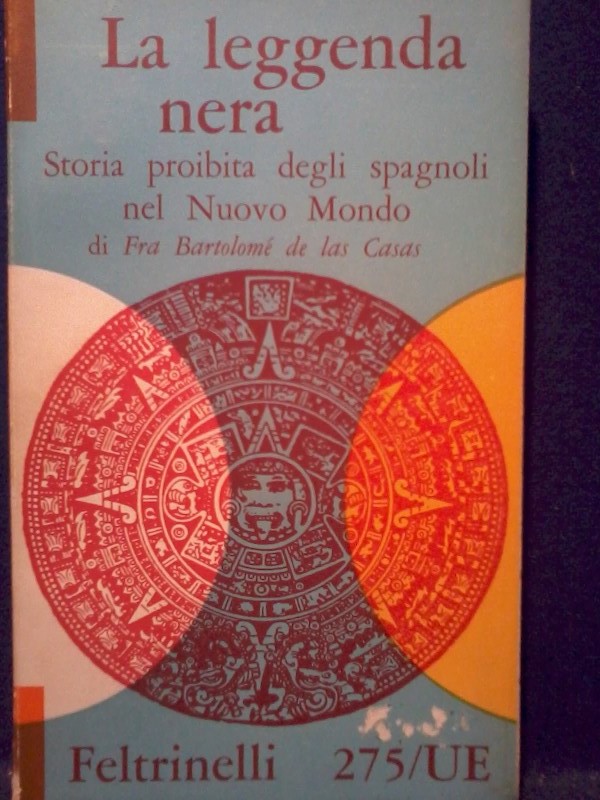 La leggenda
nera
Storia proibita degli spagnoli
nel Nuovo Mondo
di Fra Bartolomé de las Casas
Feltrinelli 275/UE